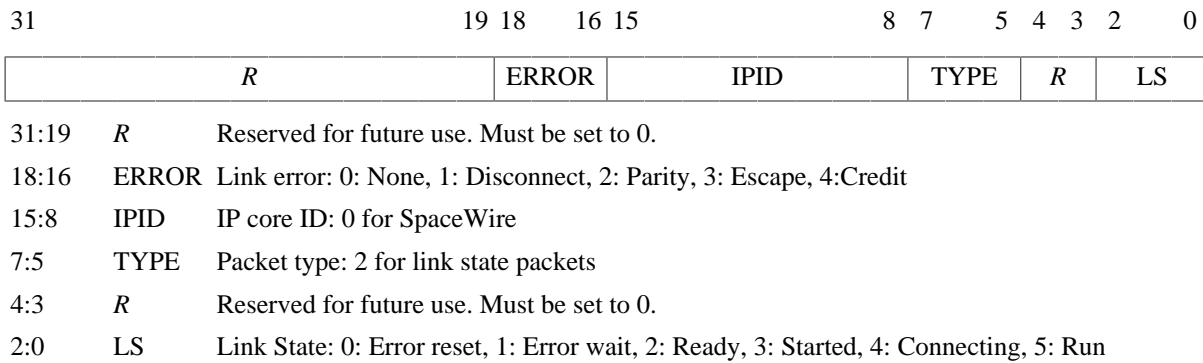 31 19 18 16 15 8 7 5 4 3 2 0
R ERROR IPID TYPE R LS
31:19 R Reserved for future use. Must be set to 0.
18:16 ERROR Link error: 0: None, 1: Disconnect, 2: Parity, 3: Escape, 4:Credit
15:8 IPID IP core ID: 0 for SpaceWire
7:5 TYPE Packet type: 2 for link state packets
4:3 R Reserved for future use. Must be set to 0.
2:0 LS Link State: 0: Error reset, 1: Error wait, 2: Ready, 3: Started, 4: Connecting, 5: Run